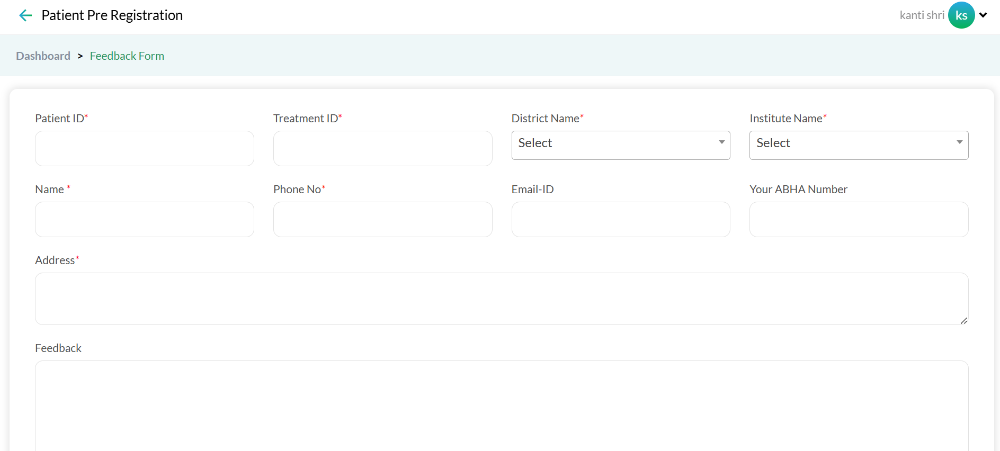 Patient Pre Registration
kanti shri ks
Dashboard > Feedback Form
Patient ID* Treatment ID* District Name* Institute Name*
Select Select
Name * Phone No* Email-ID Your ABHA Number
Address*
Feedback